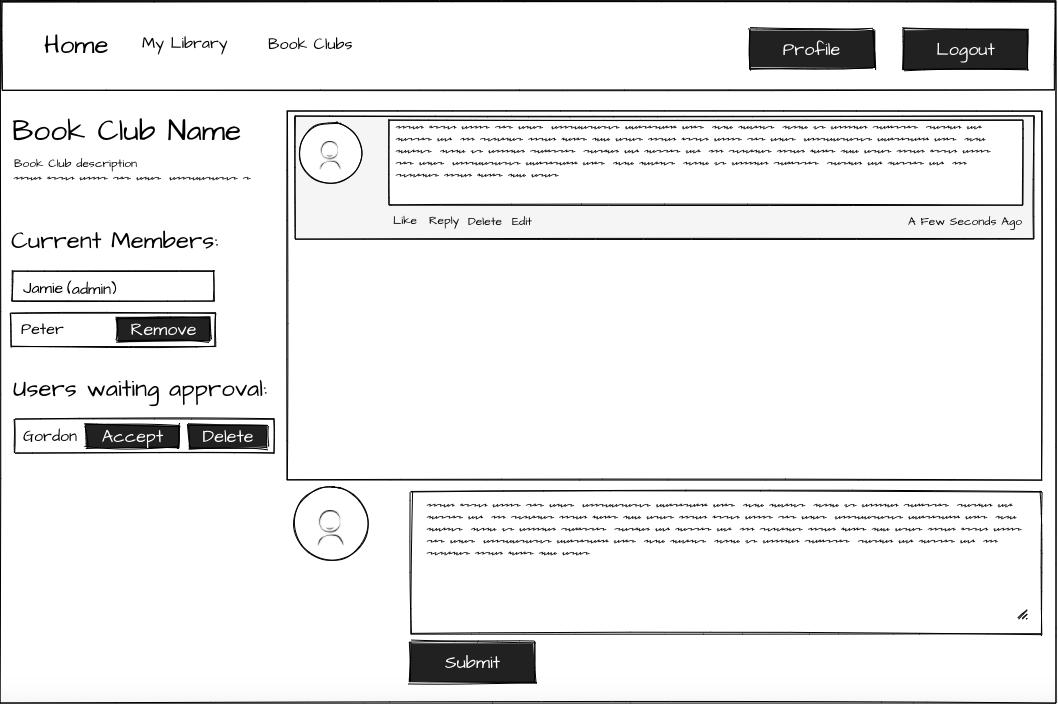 Home My Library Book Clubs Profile Logout
Book Club Name
Book Club description
Current Members:
Jamie (admin)
Peter Remove
Users waiting approval:
Gordon Accept Delete
Like Reply Delete Edit A Few Seconds Ago
Submit